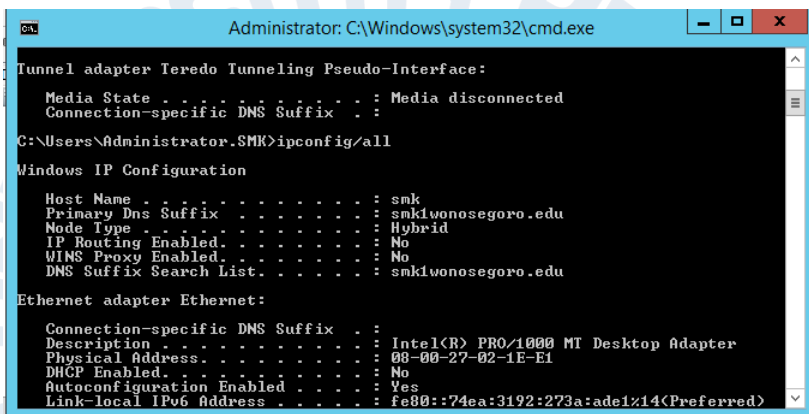 Administrator: C:\Windows\system32\cmd.exe
Tunnel adapter Teredo Tunneling Pseudo-Interface:
Media State . . . . . . . . . . . : Media disconnected
Connection-specific DNS Suffix  . :
C:\Users\Administrator.SMK>ipconfig/all
Windows IP Configuration
Host Name . . . . . . . . . . . . : smk
Primary Dns Suffix  . . . . . . . : smk1wonosegoro.edu
Node Type . . . . . . . . . . . . : Hybrid
IP Routing Enabled. . . . . . . . : No
WINS Proxy Enabled. . . . . . . . : No
DNS Suffix Search List. . . . . . : smk1wonosegoro.edu
Ethernet adapter Ethernet:
Connection-specific DNS Suffix  . :
Description . . . . . . . . . . . : Intel(R) PRO/1000 MT Desktop Adapter
Physical Address. . . . . . . . . : 08-00-27-02-1E-E1
DHCP Enabled. . . . . . . . . . . : No
Autoconfiguration Enabled . . . . : Yes
Link-local IPv6 Address . . . . . : fe80::74ea:3192:273a:ade1%14(Preferred)